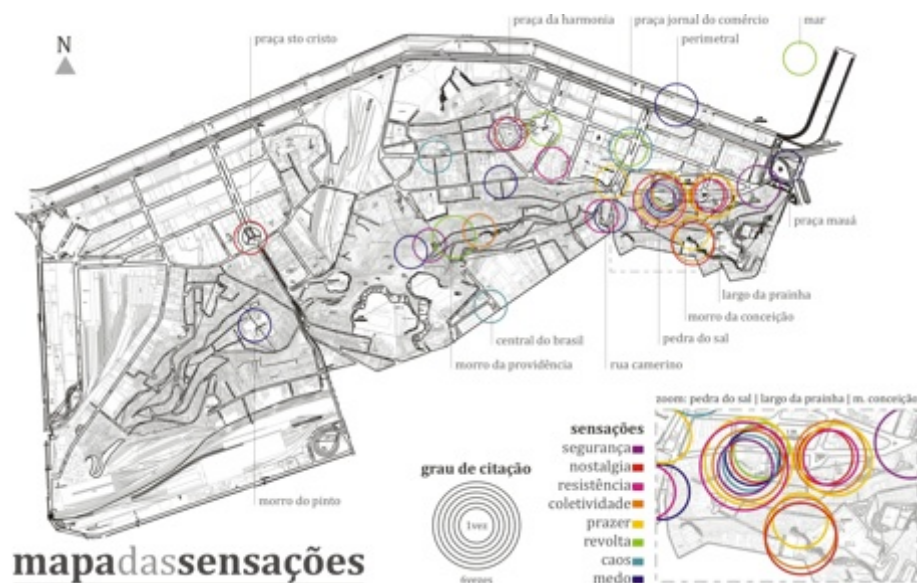 praça da harmonia
praça jornal do comércio
mar
praça sto cristo
perimetral
N
praça mauá
largo da prainha
morro da conceição
central do brasil
pedra do sal
morro da providência
rua camerino
morro do pinto
zoom: pedra do sal | largo da prainha | m. conceição
sensações
segurança
nostalgia
resistência
coletividade
prazer
revolta
caos
medo
grau de citação
1vez
6vezes
mapadassensações